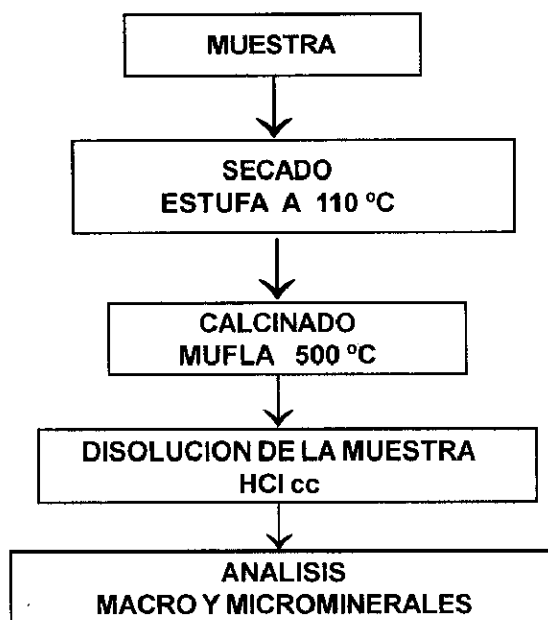 MUESTRA
SECADO
ESTUFA A 110 ºC
CALCINADO
MUFLA 500 ºC
DISOLUCION DE LA MUESTRA
HCl cc
ANALISIS
MACRO Y MICROMINERALES